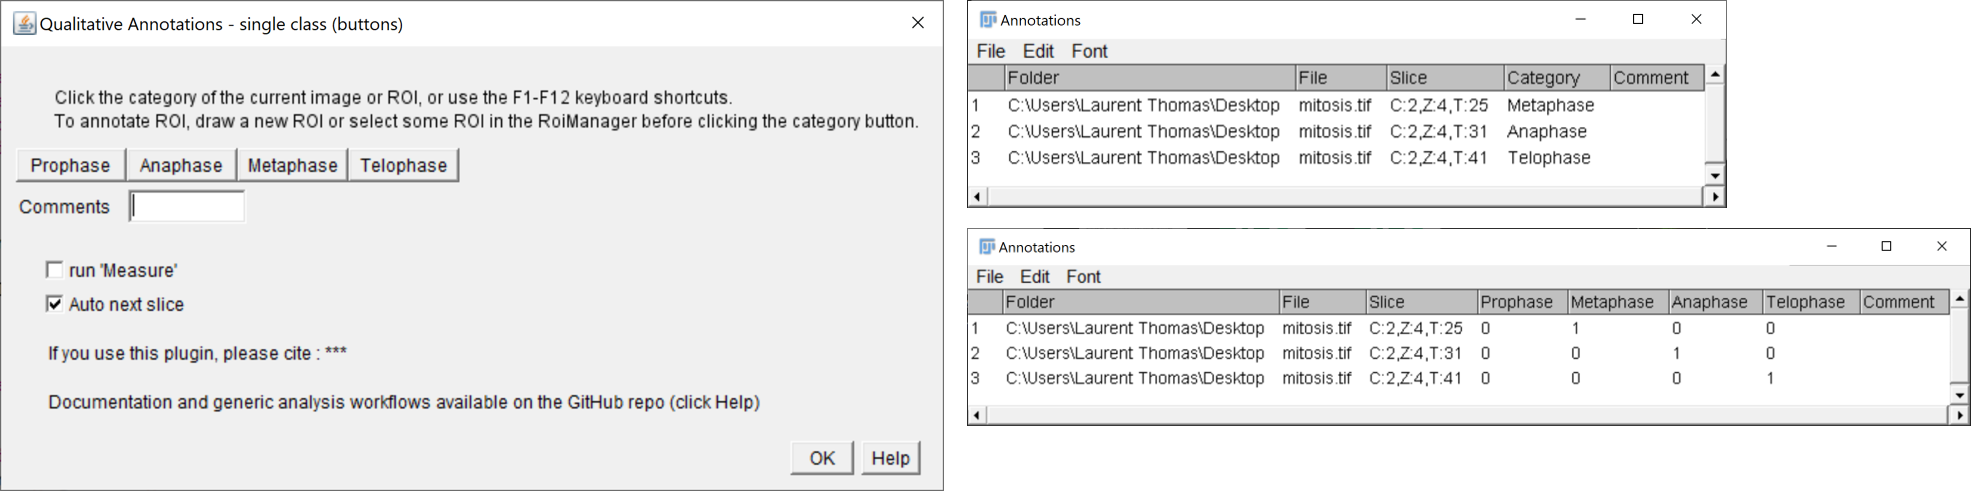 Qualitative Annotations - single class (buttons)
Click the category of the current image or ROI, or use the F1-F12 keyboard shortcuts.
To annotate ROI, draw a new ROI or select some ROI in the RoiManager before clicking the category button.
Prophase Anaphase Metaphase Telophase
Comments
run 'Measure'
Auto next slice
If you use this plugin, please cite : ***
Documentation and generic analysis workflows available on the GitHub repo (click Help)
OK Help
Annotations
File Edit Font
Folder File Slice Category Comment
1 C:\Users\Laurent Thomas\Desktop mitosis.tif C:2,Z:4,T:25 Metaphase
2 C:\Users\Laurent Thomas\Desktop mitosis.tif C:2,Z:4,T:31 Anaphase
3 C:\Users\Laurent Thomas\Desktop mitosis.tif C:2,Z:4,T:41 Telophase
Annotations
File Edit Font
Folder File Slice Prophase Metaphase Anaphase Telophase Comment
1 C:\Users\Laurent Thomas\Desktop mitosis.tif C:2,Z:4,T:25 0 1 0 0
2 C:\Users\Laurent Thomas\Desktop mitosis.tif C:2,Z:4,T:31 0 0 1 0
3 C:\Users\Laurent Thomas\Desktop mitosis.tif C:2,Z:4,T:41 0 0 0 1